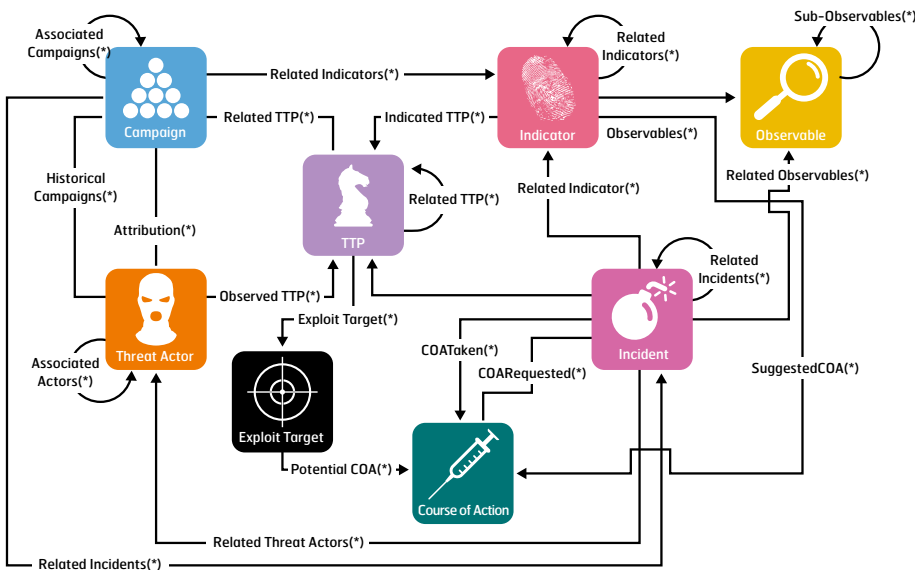 Associated
Campaigns(*)
Campaign
Related Indicators(*)
Related
Indicators(*)
Indicator
Sub-Observables(*)
Observable
Related TTP(*)
Indicated TTP(*)
Observables(*)
Historical
Campaigns(*)
Related TTP(*)
TTP
Related Indicator(*)
Related Observables(*)
Attribution(*)
Related
Incidents(*)
Incident
Observed TTP(*)
Threat Actor
Exploit Target(*)
Associated
Actors(*)
Exploit Target
COATaken(*)
COARequested(*)
SuggestedCOA(*)
Potential COA(*)
Course of Action
Related Threat Actors(*)
Related Incidents(*)